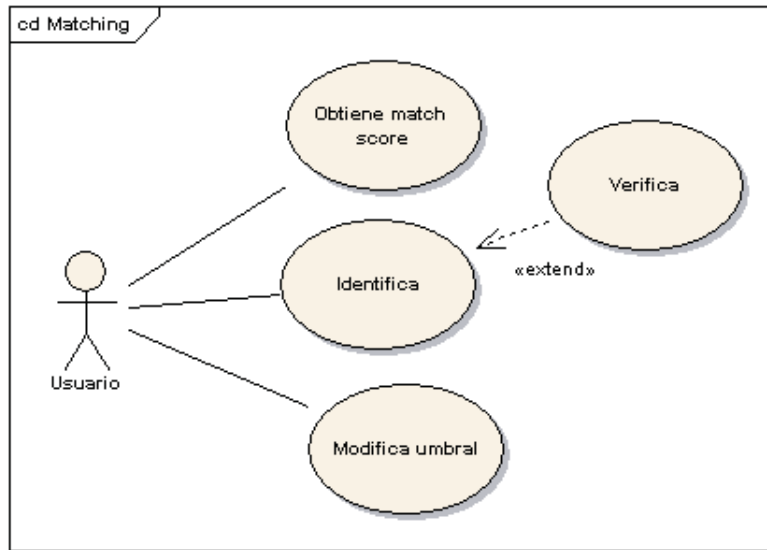 cd Matching
Obtiene match
score
Verifica
«extend»
Identifica
Usuario
Modifica umbral